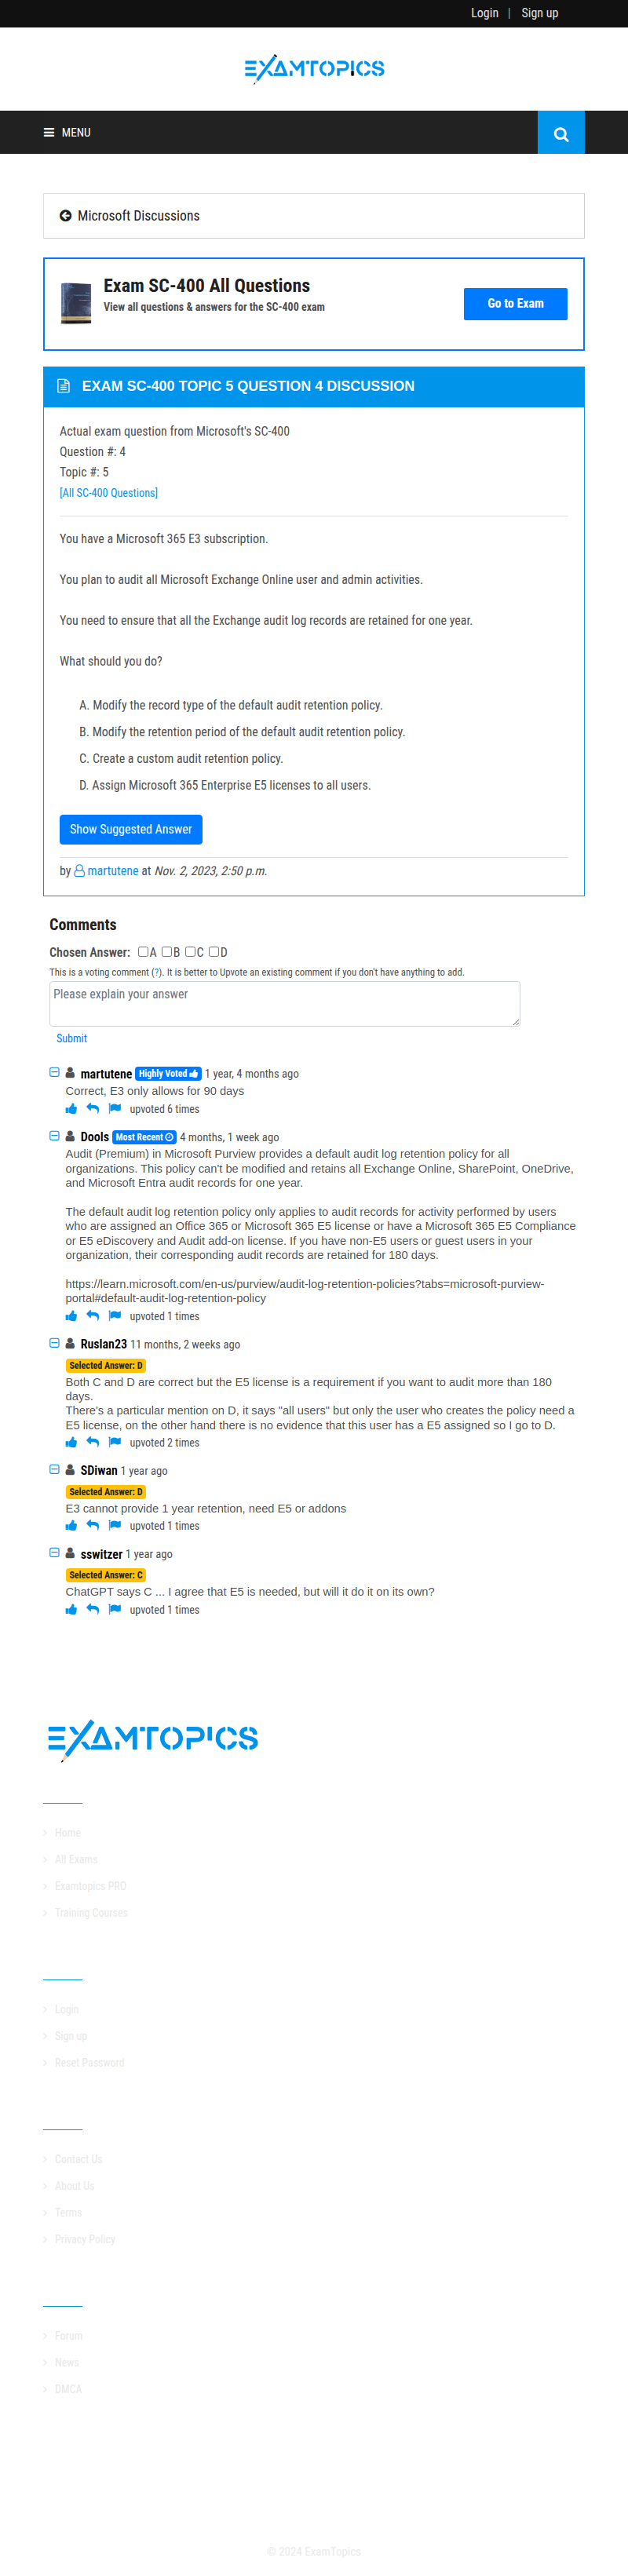 Login | Sign up
EXAMTOPICS
MENU
Microsoft Discussions
Exam SC-400 All Questions
View all questions & answers for the SC-400 exam
Go to Exam
EXAM SC-400 TOPIC 5 QUESTION 4 DISCUSSION
Actual exam question from Microsoft's SC-400
Question #: 4
Topic #: 5
[All SC-400 Questions]
You have a Microsoft 365 E3 subscription.
You plan to audit all Microsoft Exchange Online user and admin activities.
You need to ensure that all the Exchange audit log records are retained for one year.
What should you do?
A. Modify the record type of the default audit retention policy.
B. Modify the retention period of the default audit retention policy.
C. Create a custom audit retention policy.
D. Assign Microsoft 365 Enterprise E5 licenses to all users.
Show Suggested Answer
by martutene at Nov. 2, 2023, 2:50 p.m.
Comments
Chosen Answer: A B C D
This is a voting comment (?). It is better to Upvote an existing comment if you don't have anything to add.
Please explain your answer
Submit
martutene Highly Voted 1 year, 4 months ago
Correct, E3 only allows for 90 days
upvoted 6 times
Dools Most Recent 4 months, 1 week ago
Audit (Premium) in Microsoft Purview provides a default audit log retention policy for all
organizations. This policy can't be modified and retains all Exchange Online, SharePoint, OneDrive,
and Microsoft Entra audit records for one year.
The default audit log retention policy only applies to audit records for activity performed by users
who are assigned an Office 365 or Microsoft 365 E5 license or have a Microsoft 365 E5 Compliance
or E5 eDiscovery and Audit add-on license. If you have non-E5 users or guest users in your
organization, their corresponding audit records are retained for 180 days.
https://learn.microsoft.com/en-us/purview/audit-log-retention-policies?tabs=microsoft-purview-
portal#default-audit-log-retention-policy
upvoted 1 times
Ruslan23 11 months, 2 weeks ago
Selected Answer: D
Both C and D are correct but the E5 license is a requirement if you want to audit more than 180
days.
There's a particular mention on D, it says "all users" but only the user who creates the policy need a
E5 license, on the other hand there is no evidence that this user has a E5 assigned so I go to D.
upvoted 2 times
SDiwan 1 year ago
Selected Answer: D
E3 cannot provide 1 year retention, need E5 or addons
upvoted 1 times
sswitzer 1 year ago
Selected Answer: C
ChatGPT says C ... I agree that E5 is needed, but will it do it on its own?
upvoted 1 times
EXAMTOPICS
Home
All Exams
Examtopics PRO
Training Courses
Login
Sign up
Reset Password
Contact Us
About Us
Terms
Privacy Policy
Forum
News
DMCA
© 2024 ExamTopics